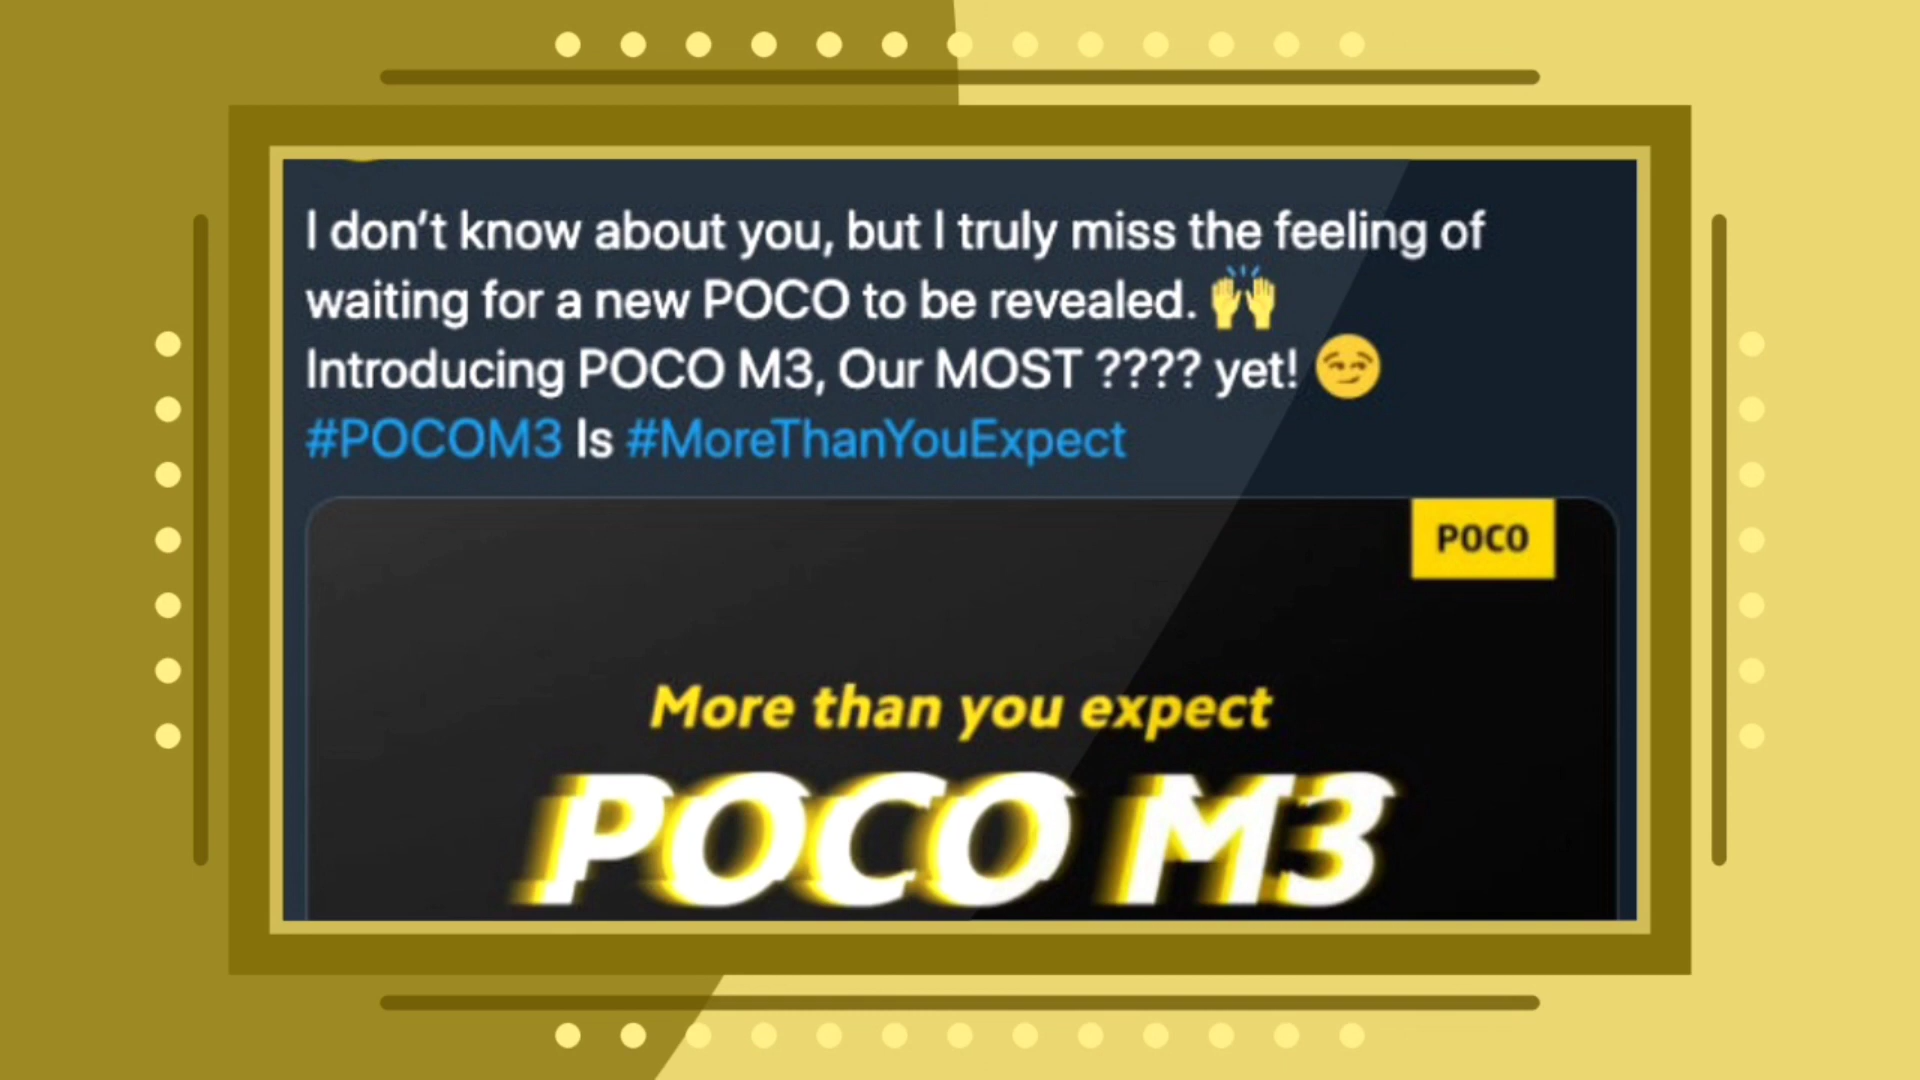 I don’t know about you, but I truly miss the feeling of
waiting for a new POCO to be revealed. 🙌
Introducing POCO M3, Our MOST ???? yet! 😏
#POCOM3 Is #MoreThanYouExpect
POCO
More than you expect
POCO M3